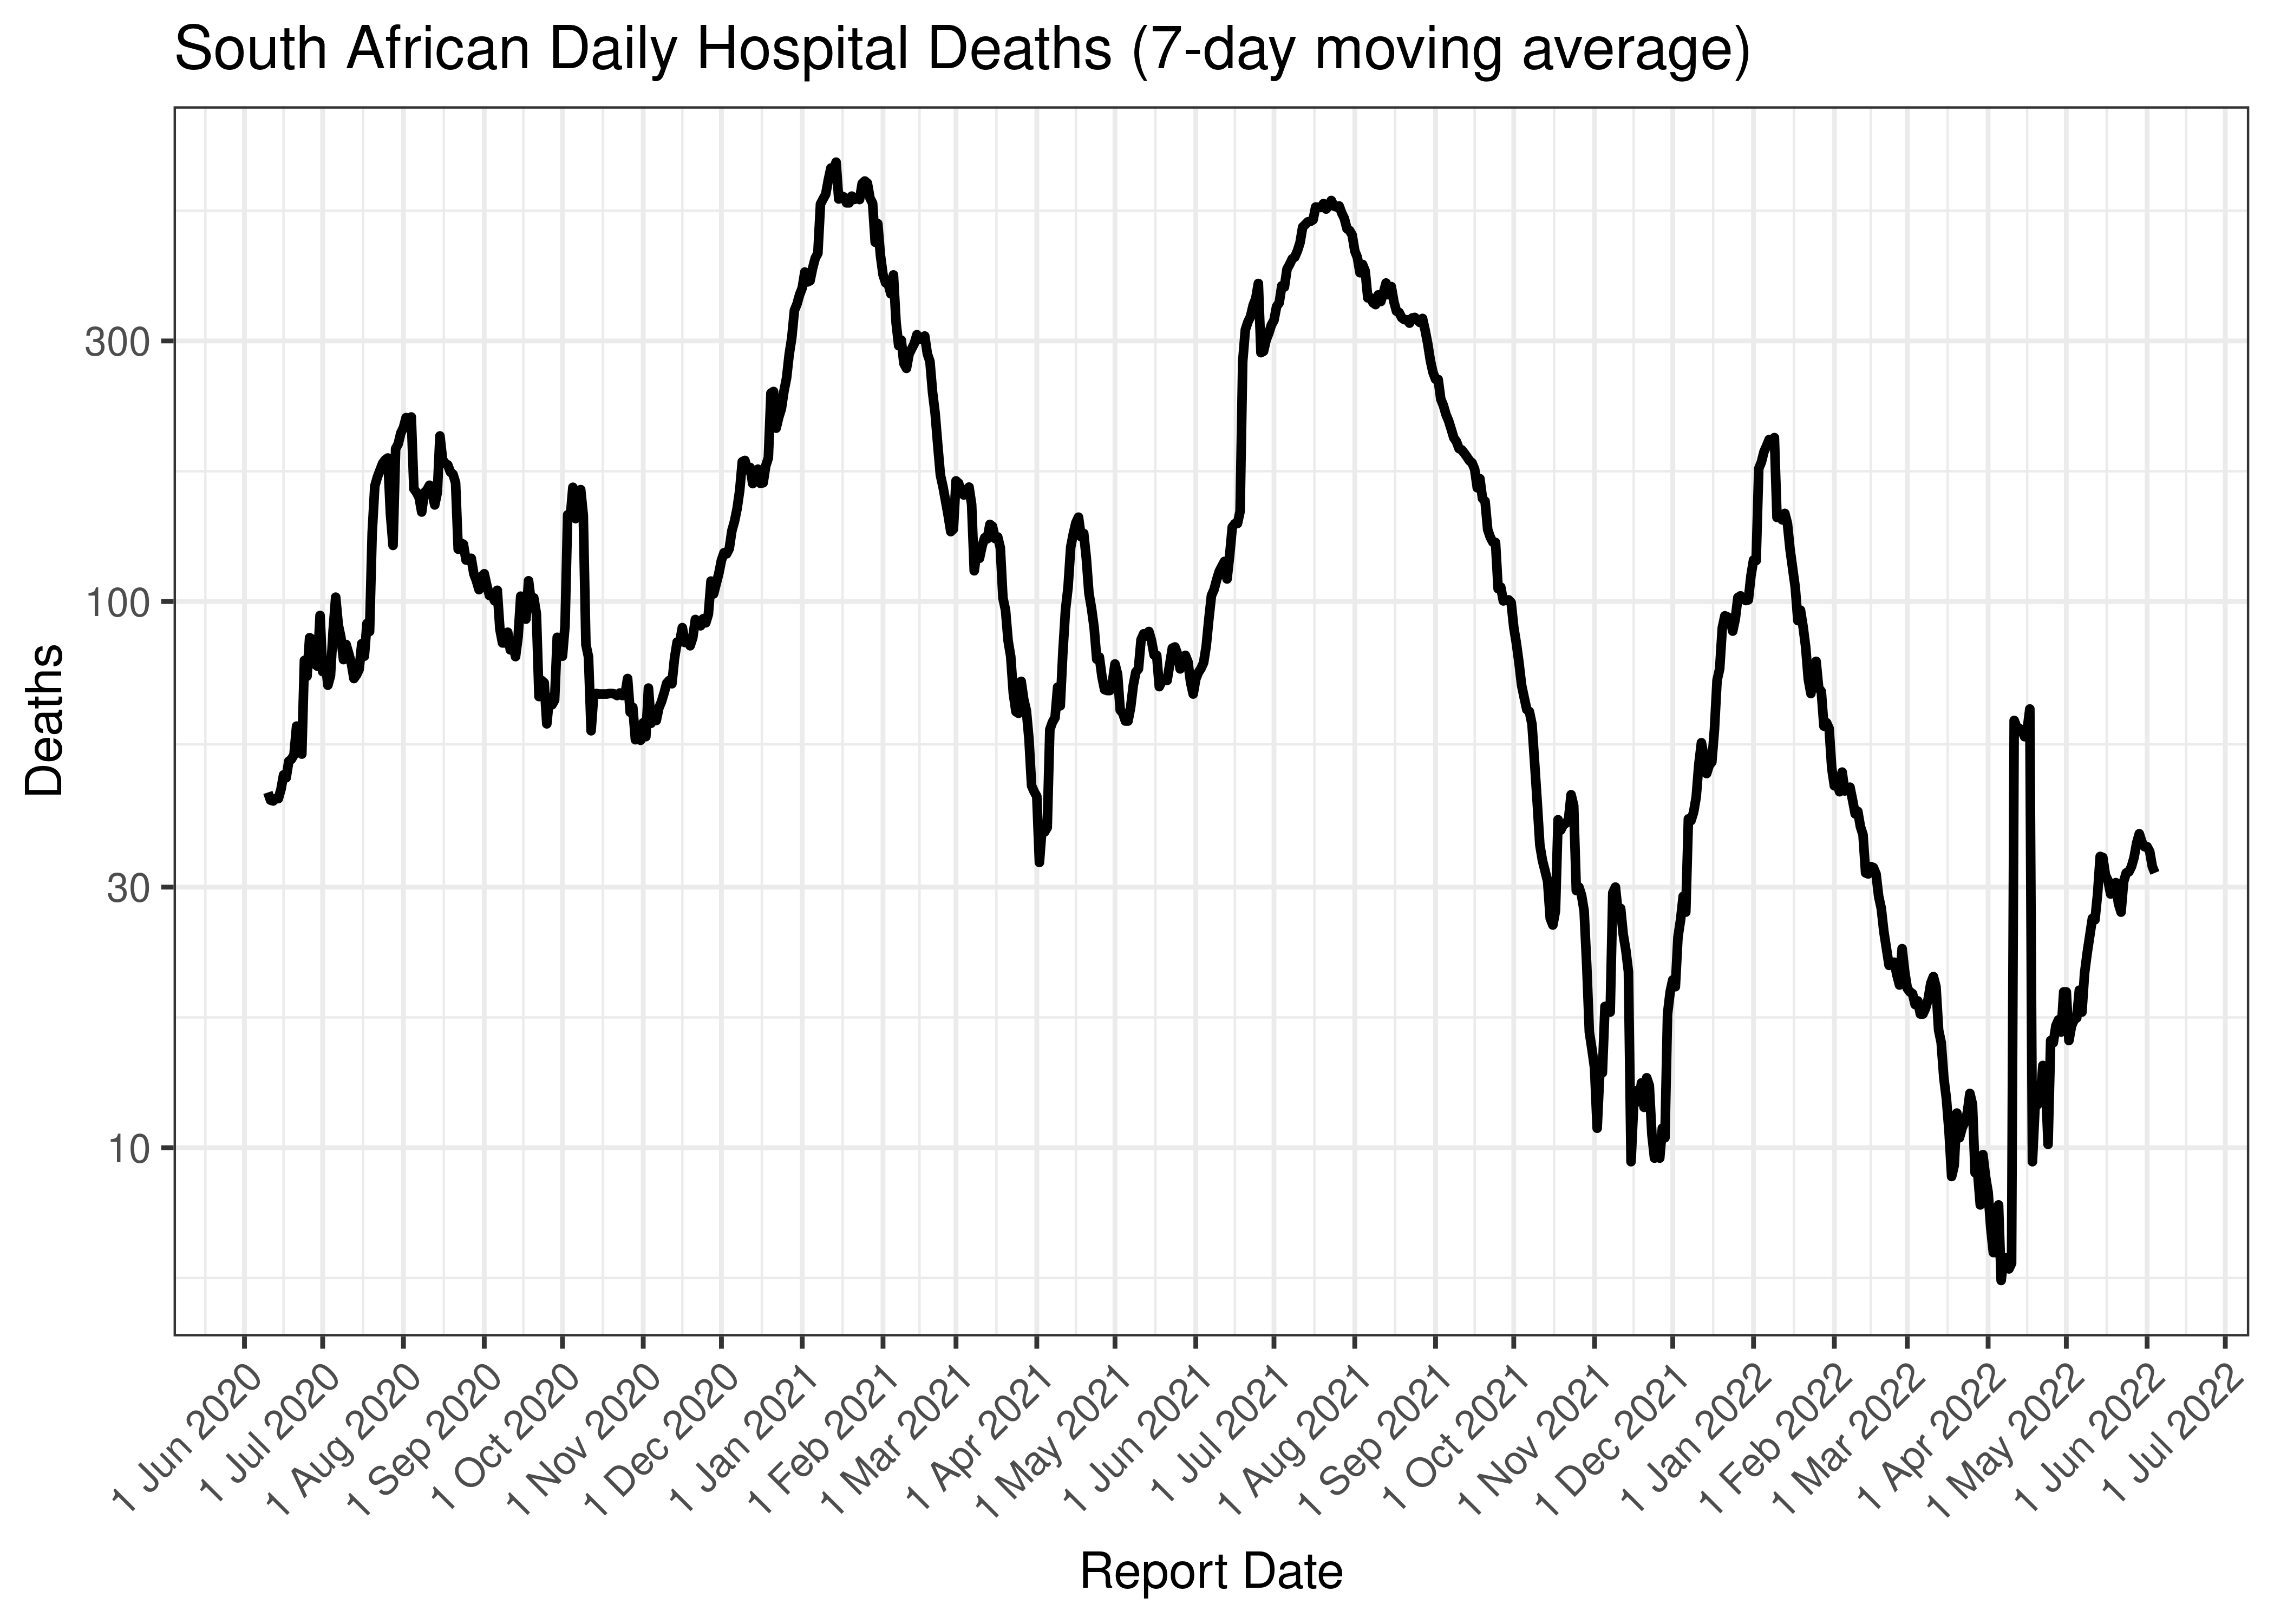 South African Daily Hospital Deaths (7-day moving average)
Deaths
300
100
30
10
1 Jun 2020
1 Jul 2020
1 Aug 2020
1 Sep 2020
1 Oct 2020
1 Nov 2020
1 Dec 2020
1 Jan 2021
1 Feb 2021
1 Mar 2021
1 Apr 2021
1 May 2021
1 Jun 2021
1 Jul 2021
1 Aug 2021
1 Sep 2021
1 Oct 2021
1 Nov 2021
1 Dec 2021
1 Jan 2022
1 Feb 2022
1 Mar 2022
1 Apr 2022
1 May 2022
1 Jun 2022
1 Jul 2022
Report Date